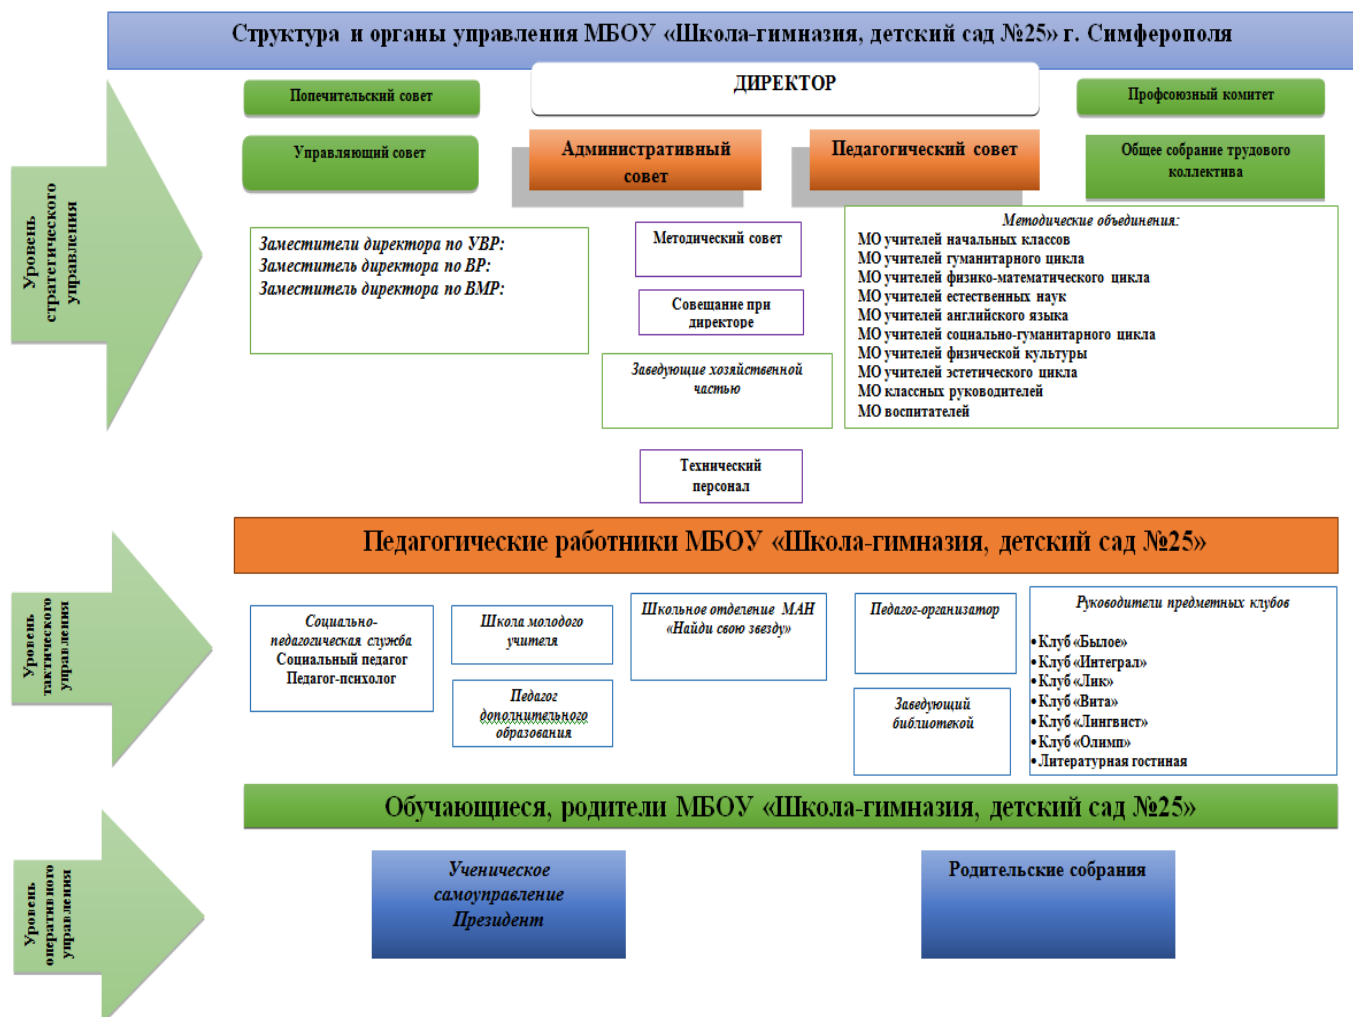 Структура и органы управления МБОУ «Школа-гимназия, детский сад №25» г. Симферополя
Уровень
стратегического
управления
ДИРЕКТОР
Попечительский совет
Профсоюзный комитет
Управляющий совет
Административный
совет
Педагогический совет
Общее собрание трудового
коллектива
Заместители директора по УВР:
Заместитель директора по ВР:
Заместитель директора по ВМР:
Методический совет
Совещание при
директоре
Заведующие хозяйственной
частью
Технический
персонал
Методические объединения:
МО учителей начальных классов
МО учителей гуманитарного цикла
МО учителей физико-математического цикла
МО учителей естественных наук
МО учителей английского языка
МО учителей социально-гуманитарного цикла
МО учителей физической культуры
МО учителей эстетического цикла
МО классных руководителей
МО воспитателей
Педагогические работники МБОУ «Школа-гимназия, детский сад №25»
Уровень
тактического
управления
Социально-
педагогическая служба
Социальный педагог
Педагог-психолог
Школа молодого
учителя
Педагог
дополнительного
образования
Школьное отделение МАН
«Найди свою звезду»
Педагог-организатор
Заведующий
библиотекой
Руководители предметных клубов
• Клуб «Былое»
• Клуб «Интеграл»
• Клуб «Лик»
• Клуб «Вита»
• Клуб «Лингвист»
• Клуб «Олимп»
• Литературная гостиная
Обучающиеся, родители МБОУ «Школа-гимназия, детский сад №25»
Уровень
оперативного
управления
Ученическое
самоуправление
Президент
Родительские собрания